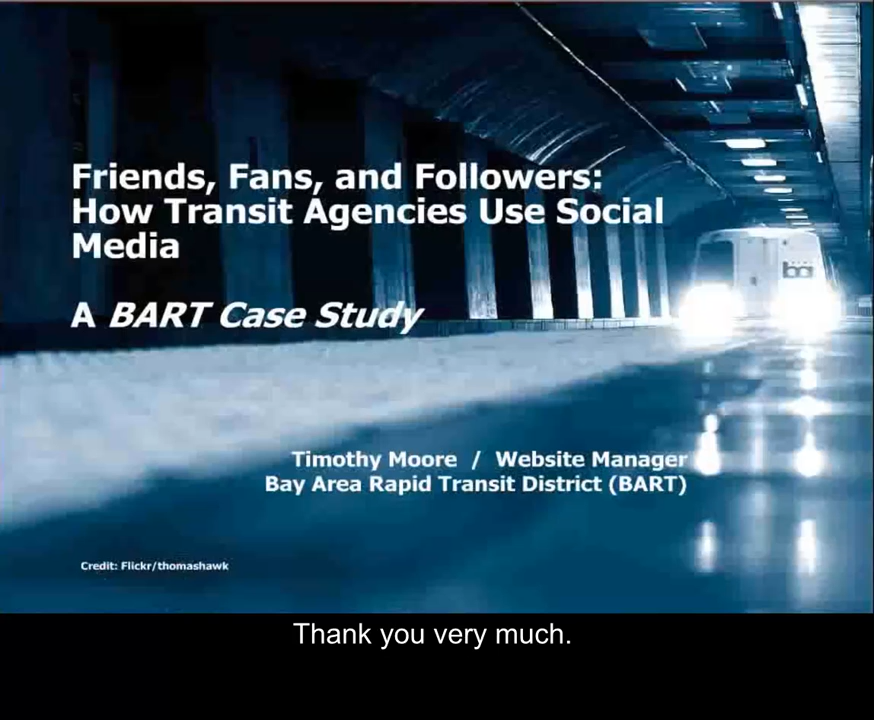 Friends, Fans, and Followers:
How Transit Agencies Use Social
Media
A BART Case Study
Timothy Moore / Website Manager
Bay Area Rapid Transit District (BART)
Credit: Flickr/thomashawk
Thank you very much.